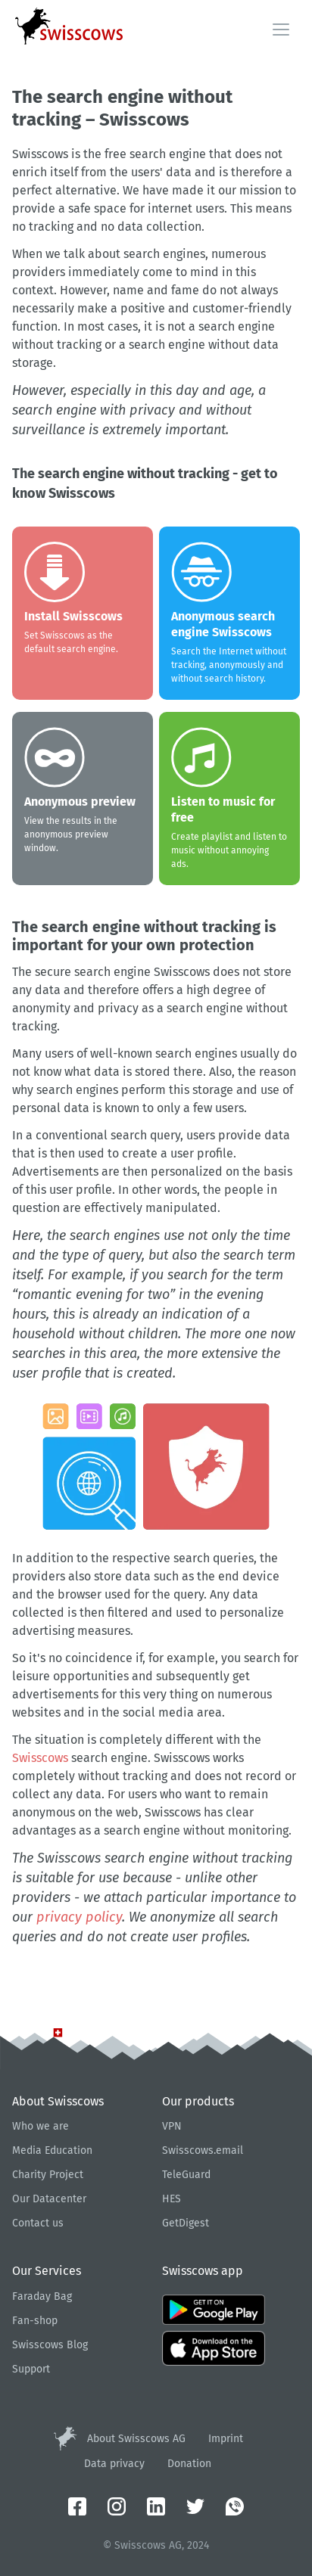 swisscows
The search engine without
tracking – Swisscows
Swisscows is the free search engine that does not
enrich itself from the users' data and is therefore a
perfect alternative. We have made it our mission to
provide a safe space for internet users. This means
no tracking and no data collection.
When we talk about search engines, numerous
providers immediately come to mind in this
context. However, name and fame do not always
necessarily make a positive and customer-friendly
function. In most cases, it is not a search engine
without tracking or a search engine without data
storage.
However, especially in this day and age, a
search engine with privacy and without
surveillance is extremely important.
The search engine without tracking - get to
know Swisscows
Install Swisscows
Set Swisscows as the
default search engine.
Anonymous search
engine Swisscows
Search the Internet without
tracking, anonymously and
without search history.
Anonymous preview
View the results in the
anonymous preview
window.
Listen to music for
free
Create playlist and listen to
music without annoying
ads.
The search engine without tracking is
important for your own protection
The secure search engine Swisscows does not store
any data and therefore offers a high degree of
anonymity and privacy as a search engine without
tracking.
Many users of well-known search engines usually do
not know what data is stored there. Also, the reason
why search engines perform this storage and use of
personal data is known to only a few users.
In a conventional search query, users provide data
that is then used to create a user profile.
Advertisements are then personalized on the basis
of this user profile. In other words, the people in
question are effectively manipulated.
Here, the search engines use not only the time
and the type of query, but also the search term
itself. For example, if you search for the term
“romantic evening for two” in the evening
hours, this is already an indication of a
household without children. The more one now
searches in this area, the more extensive the
user profile that is created.
In addition to the respective search queries, the
providers also store data such as the end device
and the browser used for the query. Any data
collected is then filtered and used to personalize
advertising measures.
So it's no coincidence if, for example, you search for
leisure opportunities and subsequently get
advertisements for this very thing on numerous
websites and in the social media area.
The situation is completely different with the
Swisscows search engine. Swisscows works
completely without tracking and does not record or
collect any data. For users who want to remain
anonymous on the web, Swisscows has clear
advantages as a search engine without monitoring.
The Swisscows search engine without tracking
is suitable for use because - unlike other
providers - we attach particular importance to
our privacy policy. We anonymize all search
queries and do not create user profiles.
About Swisscows
Who we are
Media Education
Charity Project
Our Datacenter
Contact us
Our products
VPN
Swisscows.email
TeleGuard
HES
GetDigest
Our Services
Faraday Bag
Fan-shop
Swisscows Blog
Support
Swisscows app
GET IT ON
Google Play
Download on the
App Store
About Swisscows AG Imprint
Data privacy Donation
© Swisscows AG, 2024